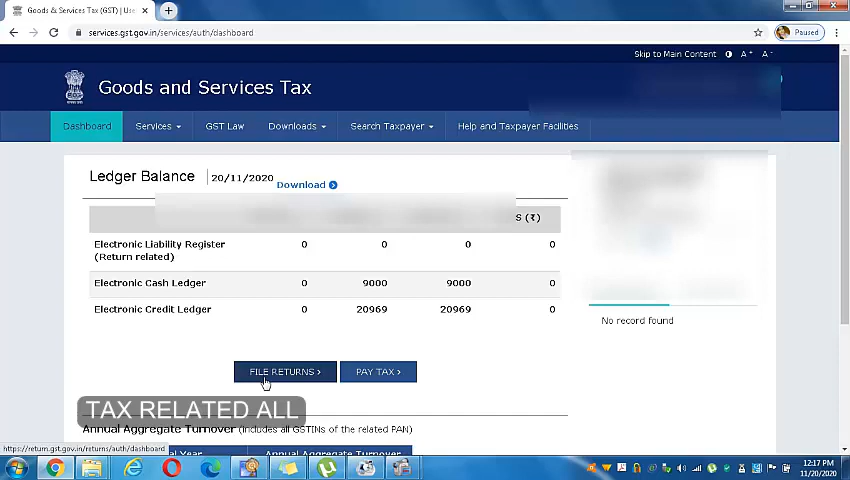 Goods & Services Tax (GST) | Use
services.gst.gov.in/services/auth/dashboard
Paused
Skip to Main Content A+ A-
Goods and Services Tax
Dashboard Services GST Law Downloads Search Taxpayer Help and Taxpayer Facilities
Ledger Balance 20/11/2020 Download
S (₹)
Electronic Liability Register 0 0 0 0
(Return related)
Electronic Cash Ledger 0 9000 9000 0
Electronic Credit Ledger 0 20969 20969 0
No record found
FILE RETURNS > PAY TAX >
TAX RELATED ALL
Annual Aggregate Turnover (includes all GSTINs of the related PAN)
https://return.gst.gov.in/returns/auth/dashboard
ial Year Annual Aggregate Turnover
12:17 PM
11/20/2020